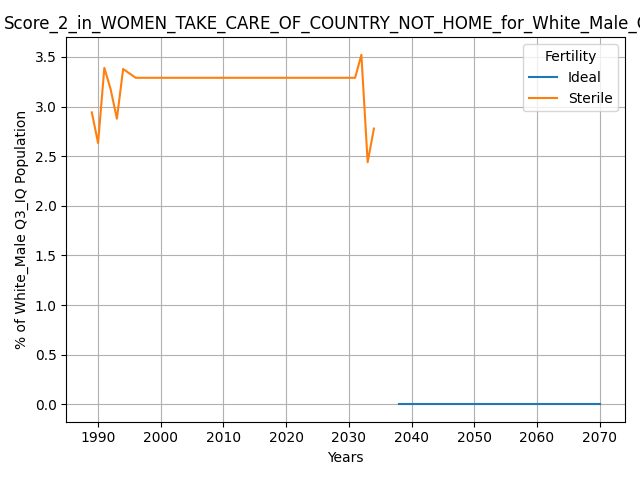 Score_2_in_WOMEN_TAKE_CARE_OF_COUNTRY_NOT_HOME_for_White_Male_
Fertility
Ideal
Sterile
% of White_Male Q3_IQ Population
3.5
3.0
2.5
2.0
1.5
1.0
0.5
0.0
1990 2000 2010 2020 2030 2040 2050 2060 2070
Years